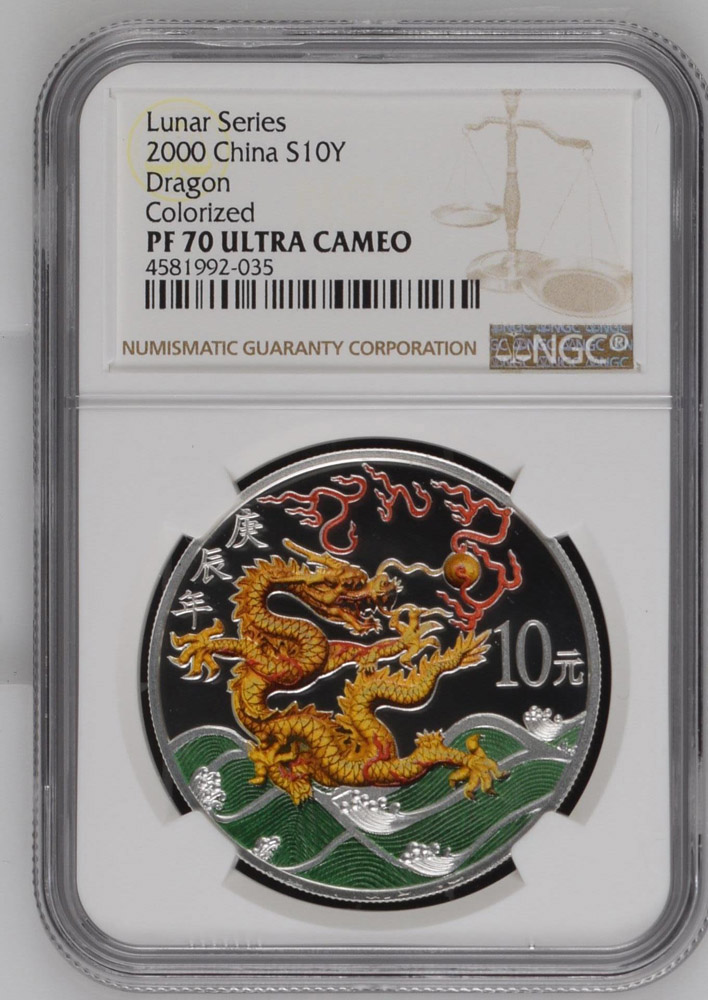 Lunar Series
2000 China S10Y
Dragon
Colorized
PF 70 ULTRA CAMEO
4581992-035
NUMISMATIC GUARANTY CORPORATION
NGC®
庚辰年
10元